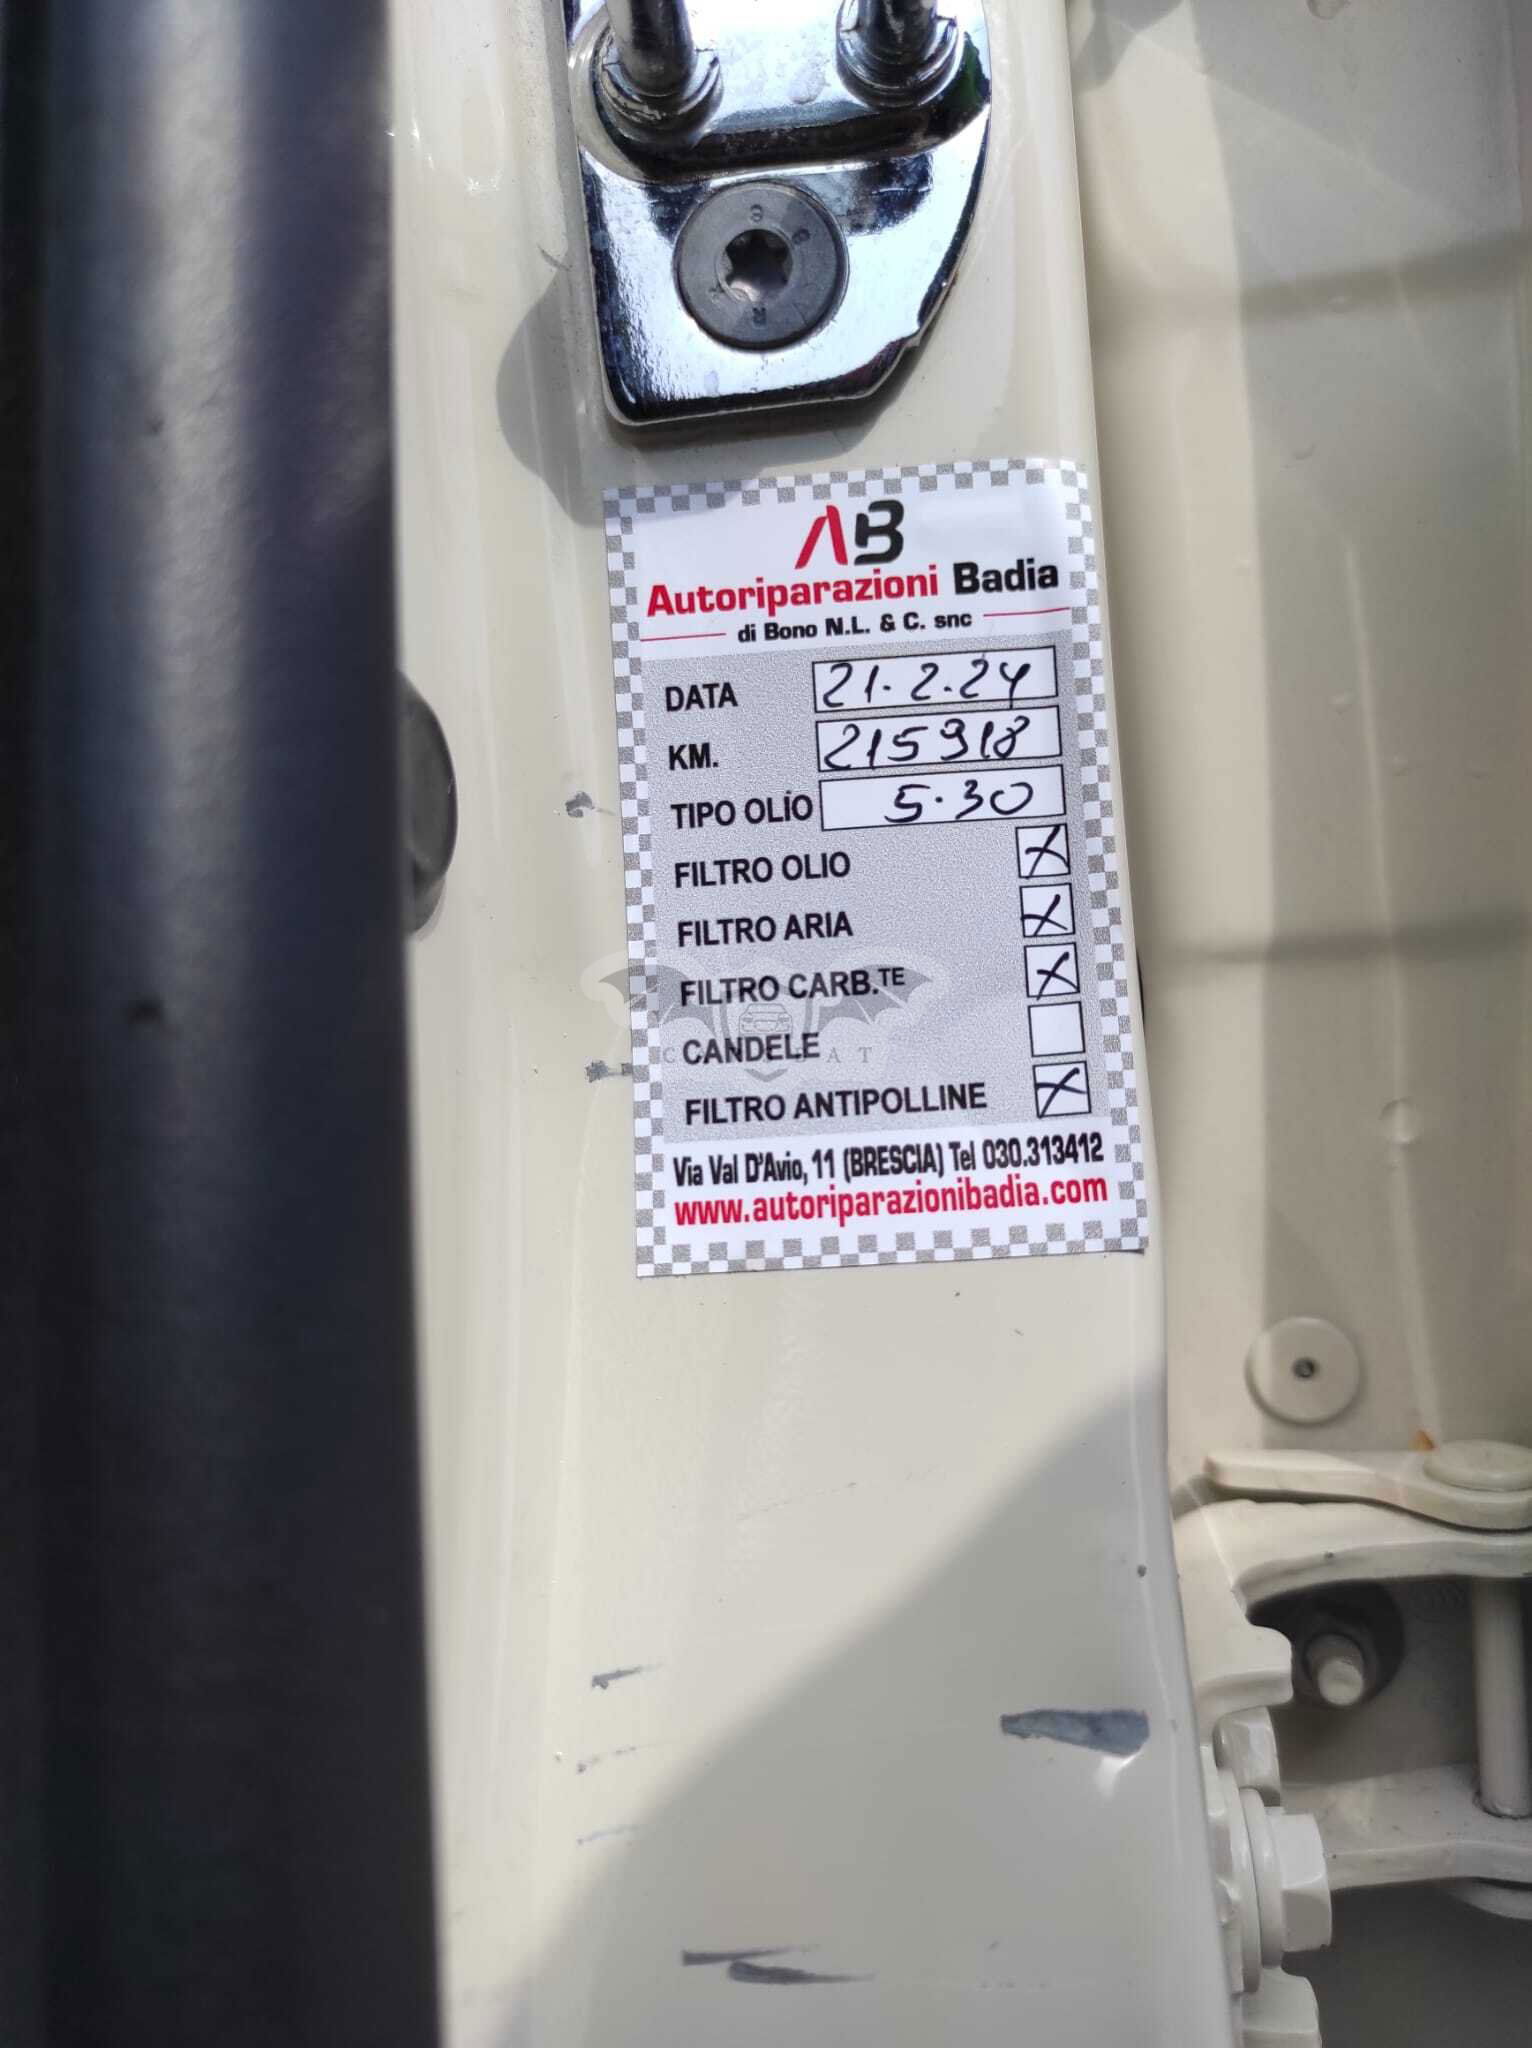 AB
Autoriparazioni Badia
di Bono N.L. & C. snc
DATA 21.2.24
KM. 215918
TIPO OLIO 5.30
FILTRO OLIO X
FILTRO ARIA X
FILTRO CARB.TE X
CANDELE
FILTRO ANTIPOLLINE X
Via Val D'Avio, 11 (BRESCIA) Tel 030.313412
www.autoriparazionibadia.com